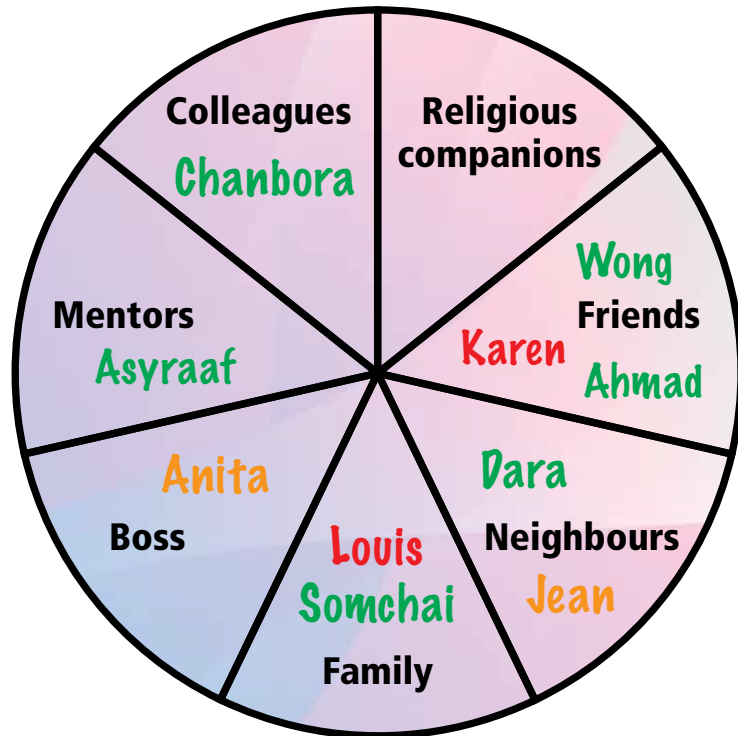 Colleagues
Chanbora
Religious
companions
Wong
Friends
Karen
Ahmad
Mentors
Asyraaf
Dara
Neighbours
Jean
Anita
Boss
Louis
Somchai
Family